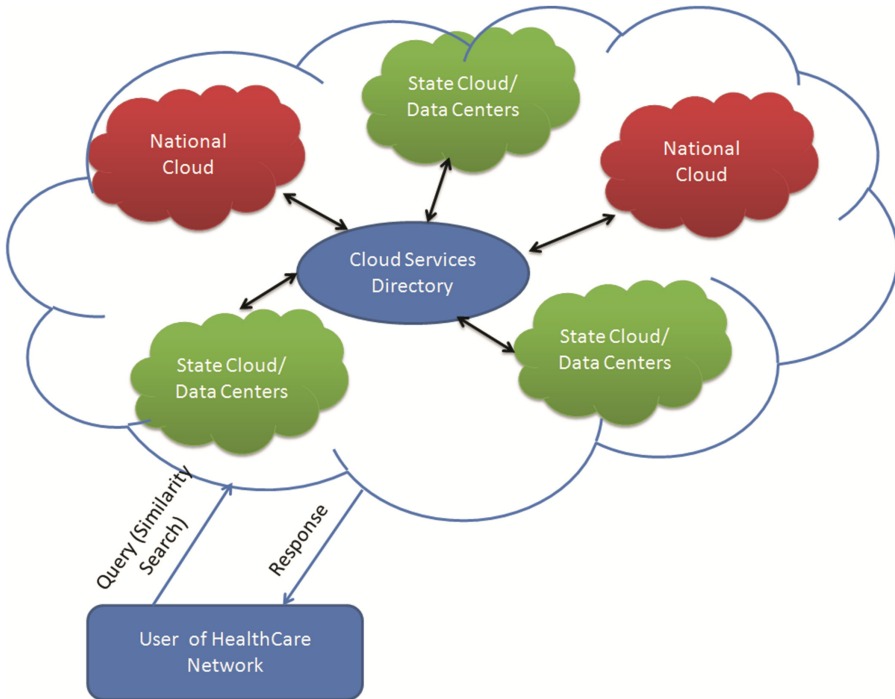 State Cloud/
Data Centers
National
Cloud
National
Cloud
Cloud Services
Directory
State Cloud/
Data Centers
State Cloud/
Data Centers
Query (Similarity
Search)
Response
User of HealthCare
Network